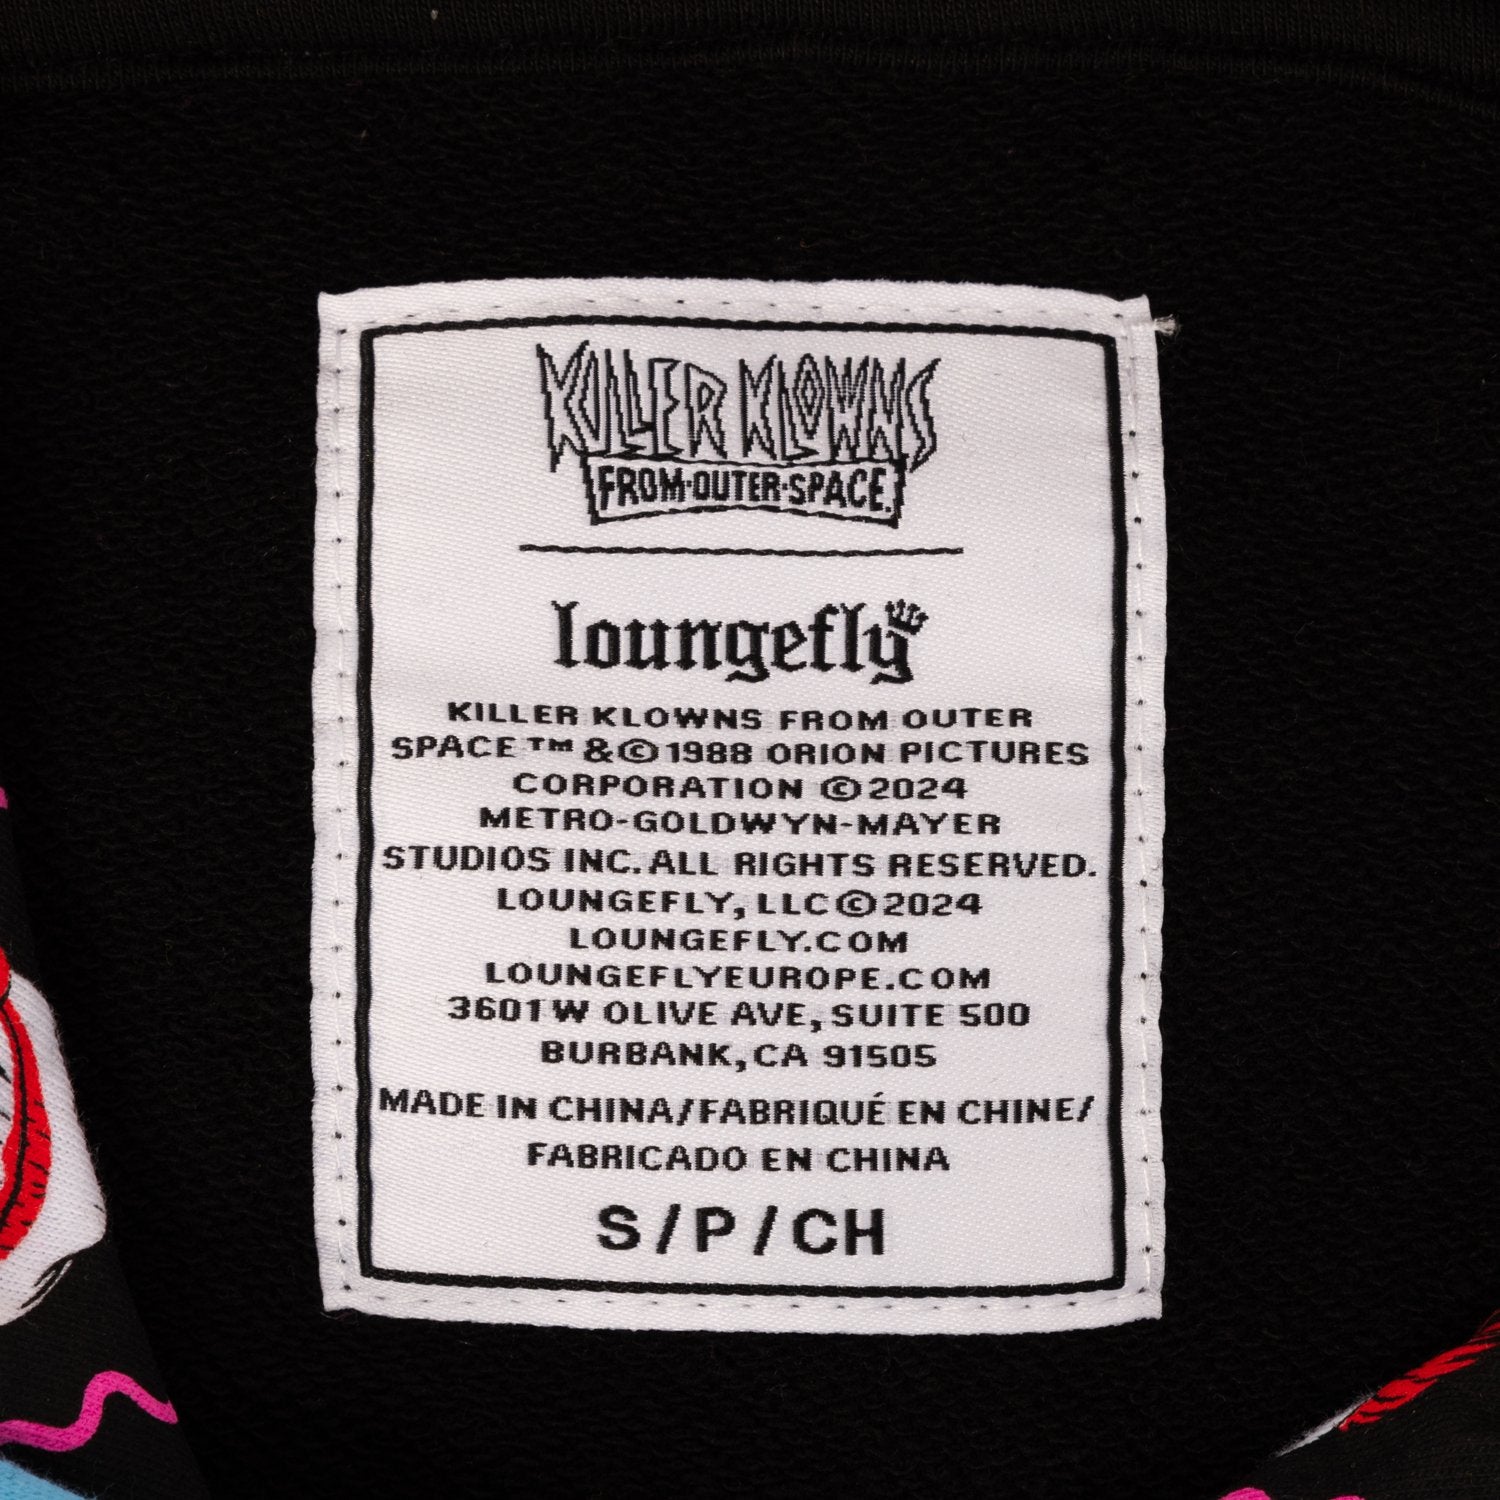 KILLER KLOWNS
FROM·OUTER·SPACE.
loungefly
KILLER KLOWNS FROM OUTER
SPACE™ &©1988 ORION PICTURES
CORPORATION ©2024
METRO-GOLDWYN-MAYER
STUDIOS INC. ALL RIGHTS RESERVED.
LOUNGEFLY, LLC©2024
LOUNGEFLY.COM
LOUNGEFLYEUROPE.COM
3601 W OLIVE AVE, SUITE 500
BURBANK, CA 91505
MADE IN CHINA/FABRIQUÉ EN CHINE/
FABRICADO EN CHINA
S / P / CH